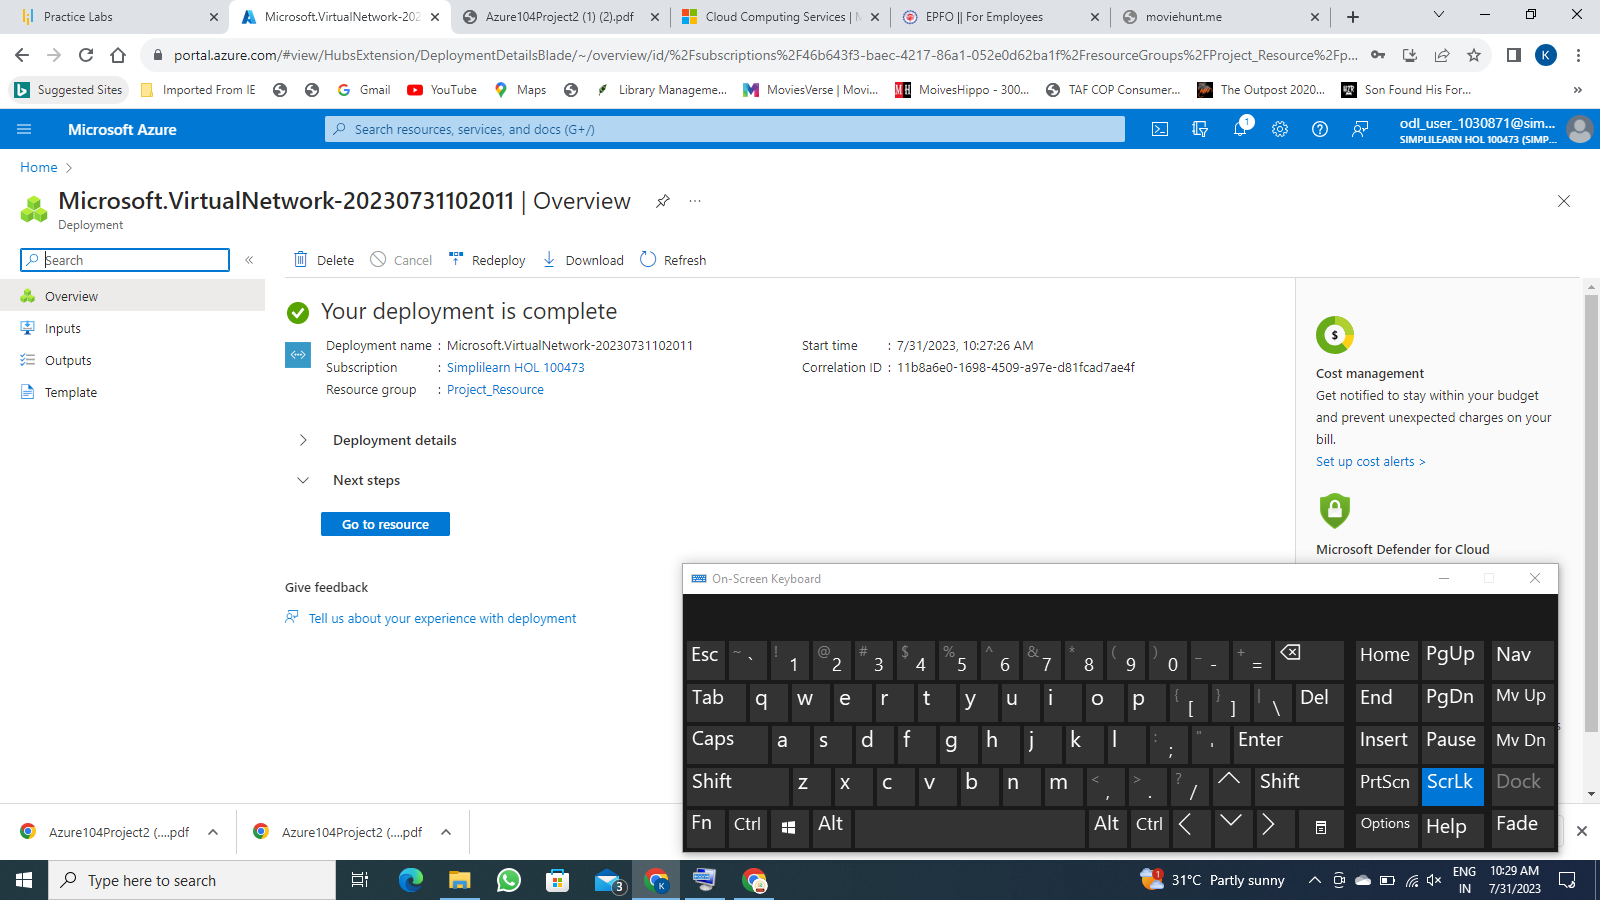 Practice Labs
Microsoft.VirtualNetwork-202
Azure104Project2 (1) (2).pdf
Cloud Computing Services | M
EPFO || For Employees
moviehunt.me
portal.azure.com/#view/HubsExtension/DeploymentDetailsBlade/~/overview/id/%2Fsubscriptions%2F46b643f3-baec-4217-86a1-052e0d62ba1f%2FresourceGroups%2FProject_Resource%2Fp...
K
Suggested Sites
Imported From IE
Gmail
YouTube
Maps
Library Manageme...
MoviesVerse | Movi...
MoivesHippo - 300...
TAF COP Consumer...
The Outpost 2020...
Son Found His For...
Microsoft Azure
Search resources, services, and docs (G+/)
1
odl_user_1030871@sim...
SIMPLILEARN HOL 100473 (SIMP...
Home
Microsoft.VirtualNetwork-20230731102011 | Overview
Deployment
Search
Delete
Cancel
Redeploy
Download
Refresh
Overview
Inputs
Outputs
Template
Your deployment is complete
Deployment name : Microsoft.VirtualNetwork-20230731102011
Subscription : Simplilearn HOL 100473
Resource group : Project_Resource
Start time : 7/31/2023, 10:27:26 AM
Correlation ID : 11b8a6e0-1698-4509-a97e-d81fcad7ae4f
Deployment details
Next steps
Go to resource
Give feedback
Tell us about your experience with deployment
Cost management
Get notified to stay within your budget
and prevent unexpected charges on your
bill.
Set up cost alerts >
Microsoft Defender for Cloud
On-Screen Keyboard
Esc ~ ` ! 1 @ 2 # 3 $ 4 % 5 ^ 6 & 7 * 8 ( 9 ) 0 _ - + = Home PgUp Nav
Tab q w e r t y u i o p { [ } ] | \ Del End PgDn Mv Up
Caps a s d f g h j k l : ; " ' Enter Insert Pause Mv Dn
Shift z x c v b n m < , > . ? / Shift PrtScn ScrLk Dock
Fn Ctrl Alt Alt Ctrl Options Help Fade
Azure104Project2 (....pdf
Azure104Project2 (....pdf
Type here to search
3
K
1
31°C Partly sunny
ENG
IN
10:29 AM
7/31/2023